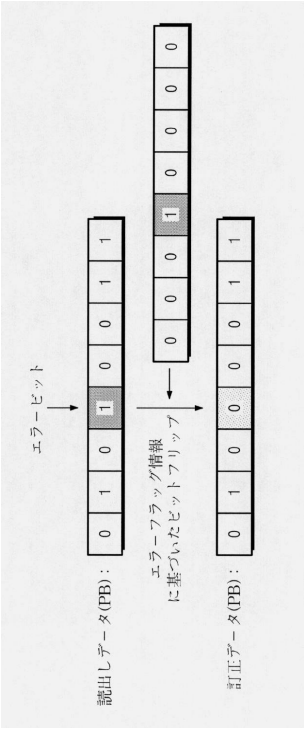 エラービット
読出しデータ(PB)： 0 1 0 1 0 0 1 1
エラーフラッグ情報
に基づいたビットフリップ
0 0 0 1 0 0 0 0
訂正データ(PB)： 0 1 0 0 0 0 1 1